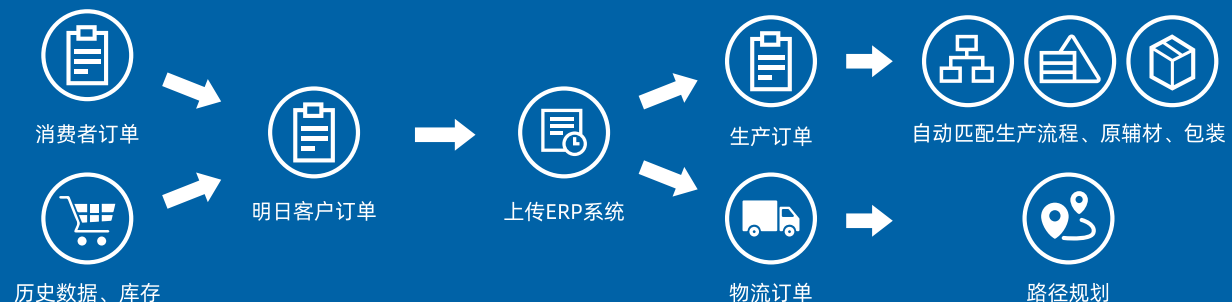 消费者订单
历史数据、库存
明日客户订单
上传ERP系统
生产订单
自动匹配生产流程、原辅材、包装
物流订单
路径规划